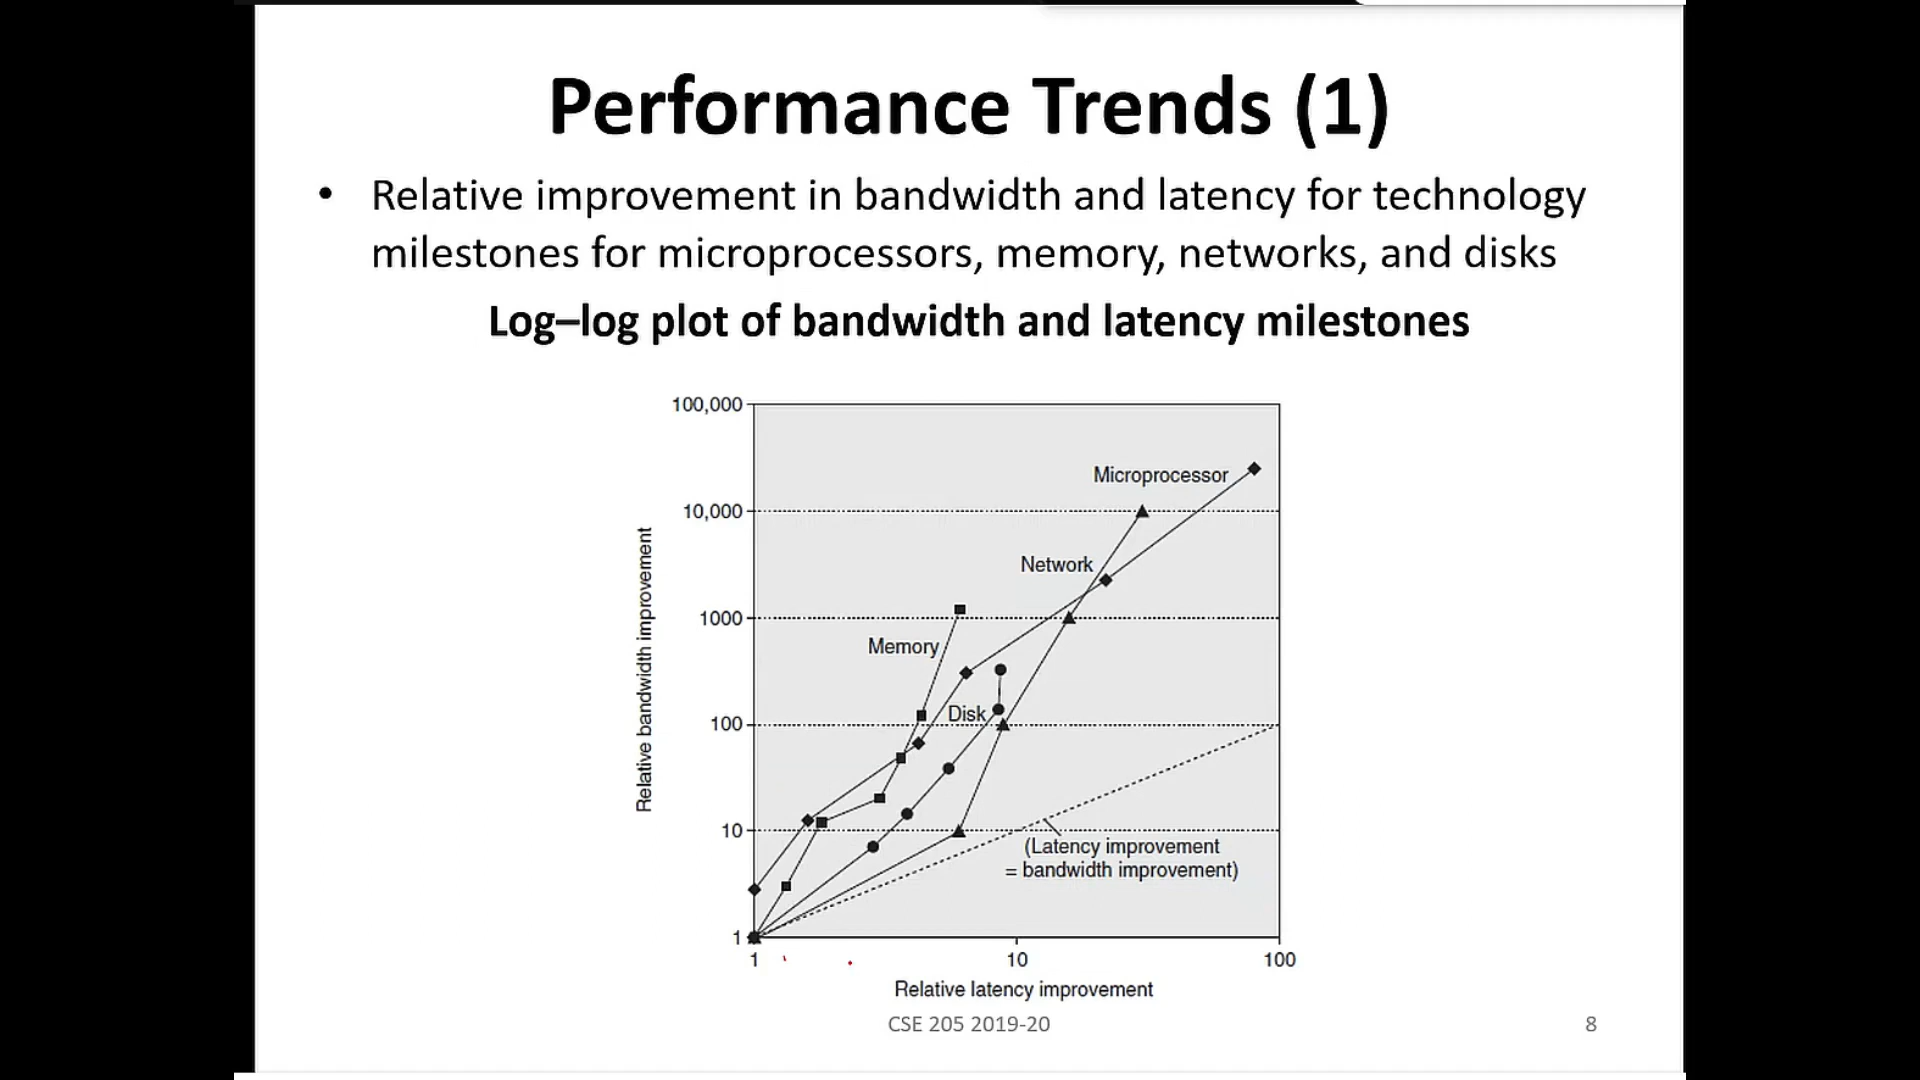 Performance Trends (1)
• Relative improvement in bandwidth and latency for technology
milestones for microprocessors, memory, networks, and disks
Log–log plot of bandwidth and latency milestones
100,000
Microprocessor
10,000
Network
1000
Memory
Disk
100
10
(Latency improvement
= bandwidth improvement)
1
1 10 100
Relative bandwidth improvement
Relative latency improvement
CSE 205 2019-20
8